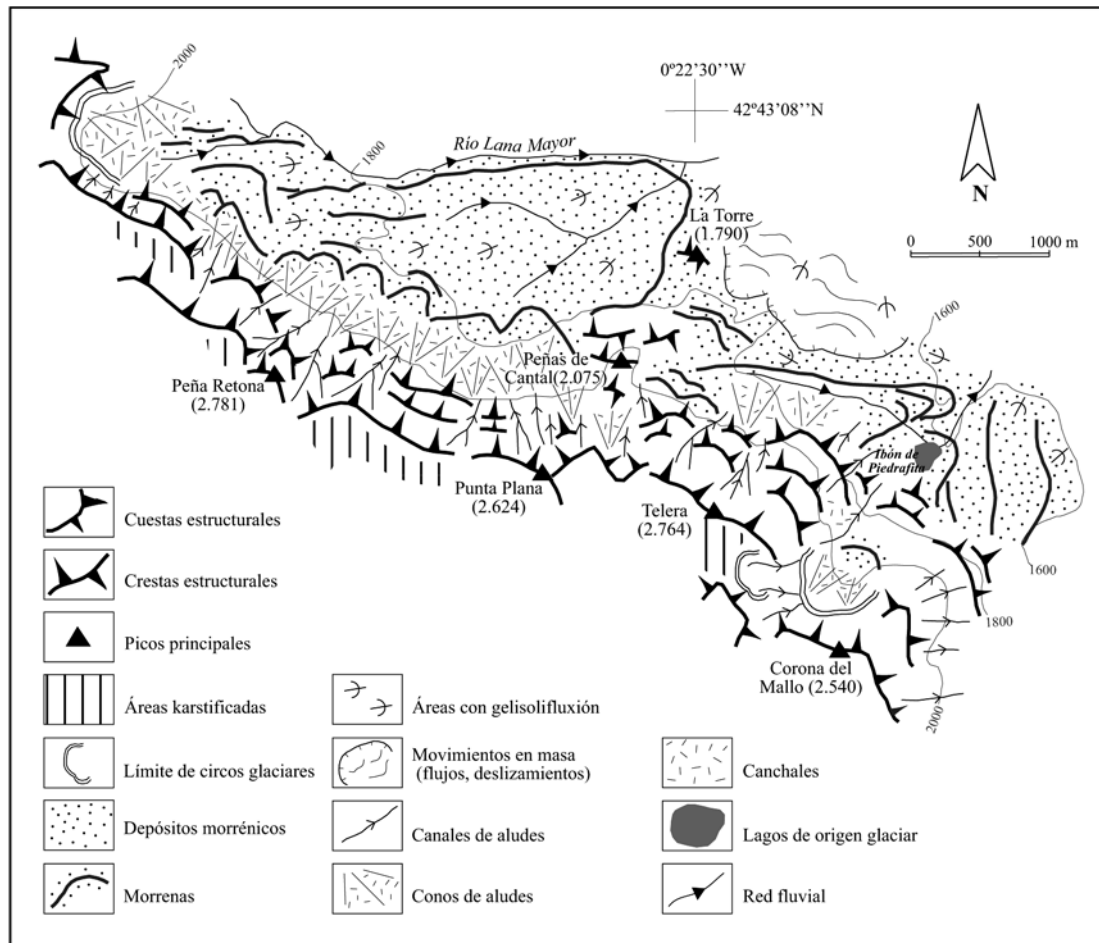 2000
0º22'30''W
42º43'08''N
Río Lana Mayor
1800
N
La Torre
(1.790)
0 500 1000 m
1600
Peñas de
Cantal(2.075)
Peña Retona
(2.781)
Ibón de
Piedrafita
Punta Plana
(2.624)
Telera
(2.764)
1600
1800
Corona del
Mallo (2.540)
2000
Cuestas estructurales
Crestas estructurales
Picos principales
Áreas karstificadas
Límite de circos glaciares
Depósitos morrénicos
Morrenas
Áreas con gelisolifluxión
Movimientos en masa
(flujos, deslizamientos)
Canales de aludes
Conos de aludes
Canchales
Lagos de origen glaciar
Red fluvial